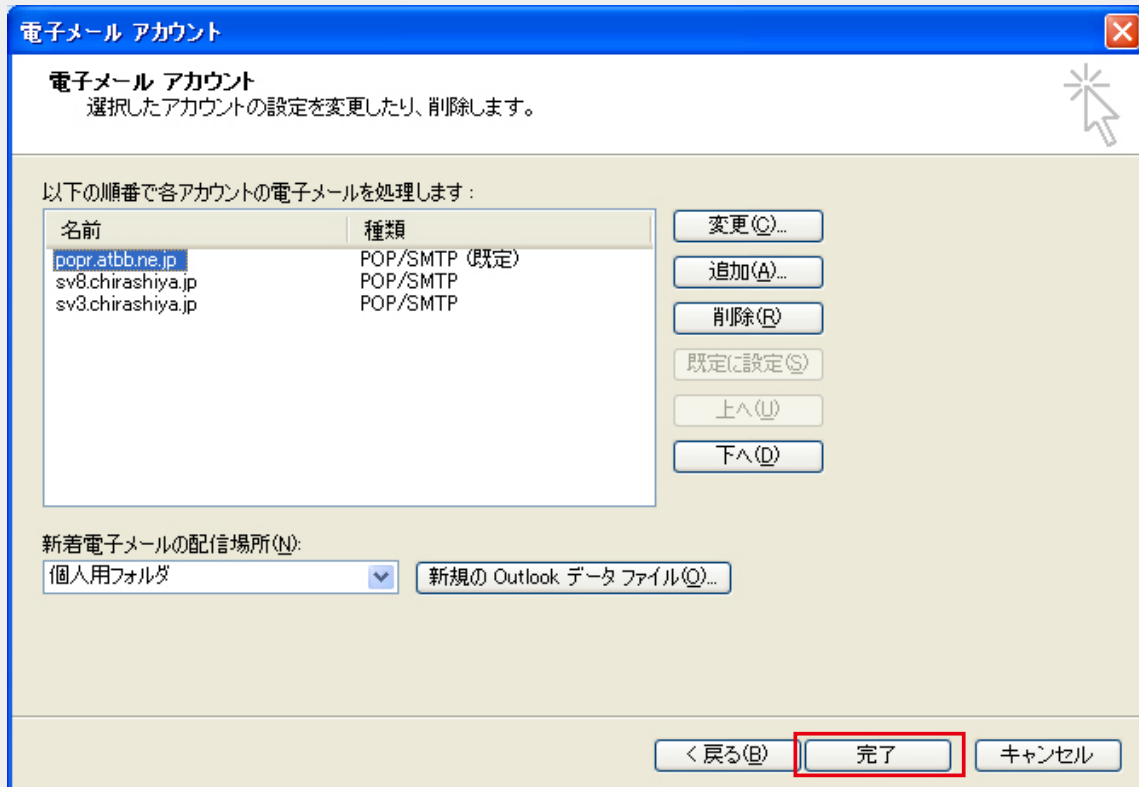 電子メール アカウント
電子メール アカウント
選択したアカウントの設定を変更したり、削除します。
以下の順番で各アカウントの電子メールを処理します:
名前 種類
popr.atbb.ne.jp POP/SMTP (既定)
sv8.chirashiya.jp POP/SMTP
sv3.chirashiya.jp POP/SMTP
変更(C)...
追加(A)...
削除(R)
既定に設定(S)
上へ(U)
下へ(D)
新着電子メールの配信場所(N):
個人用フォルダ 新規の Outlook データ ファイル(O)...
< 戻る(B) 完了 キャンセル